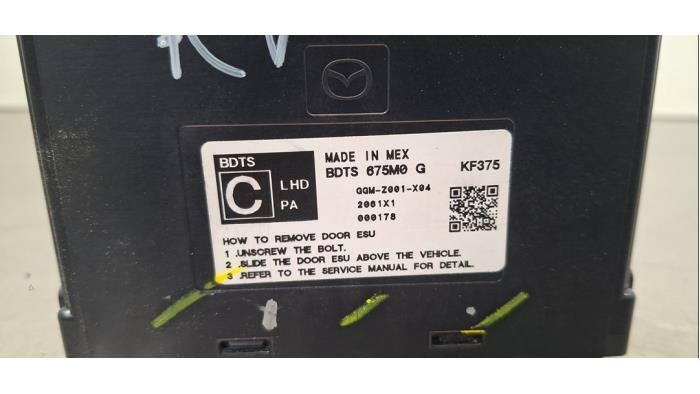 BDTS
C
LHD
PA
MADE IN MEX
BDTS 675M0 G
KF375
GGM-Z001-X04
2061X1
000178
HOW TO REMOVE DOOR ESU
1 .UNSCREW THE BOLT.
2 .SLIDE THE DOOR ESU ABOVE THE VEHICLE.
3 .REFER TO THE SERVICE MANUAL FOR DETAIL.